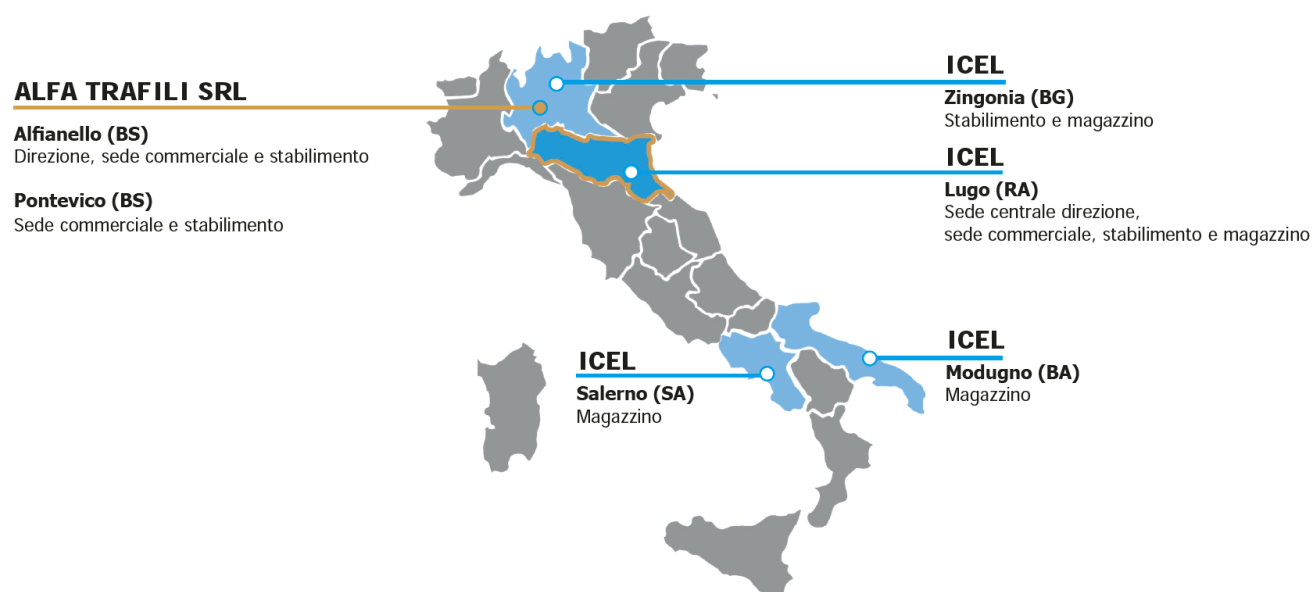 ALFA TRAFILI SRL
Alfianello (BS)
Direzione, sede commerciale e stabilimento
Pontevico (BS)
Sede commerciale e stabilimento
ICEL
Zingonia (BG)
Stabilimento e magazzino
ICEL
Lugo (RA)
Sede centrale direzione,
sede commerciale, stabilimento e magazzino
ICEL
Salerno (SA)
Magazzino
ICEL
Modugno (BA)
Magazzino